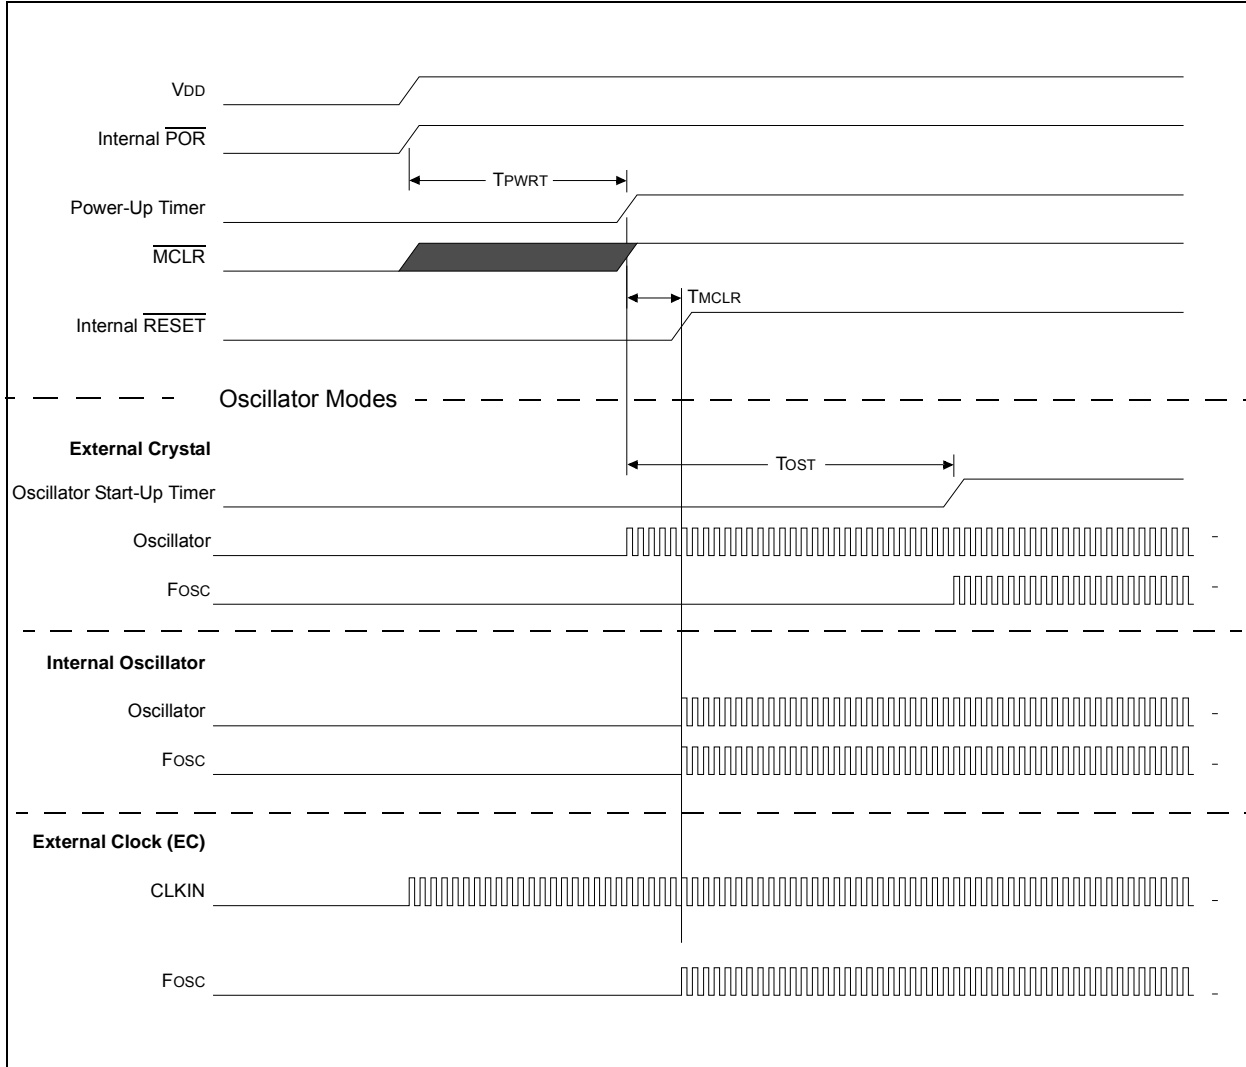 VDD
Internal POR
TPWRT
Power-Up Timer
MCLR
TMCLR
Internal RESET
Oscillator Modes
External Crystal
TOST
Oscillator Start-Up Timer
Oscillator
FOSC
Internal Oscillator
Oscillator
FOSC
External Clock (EC)
CLKIN
FOSC